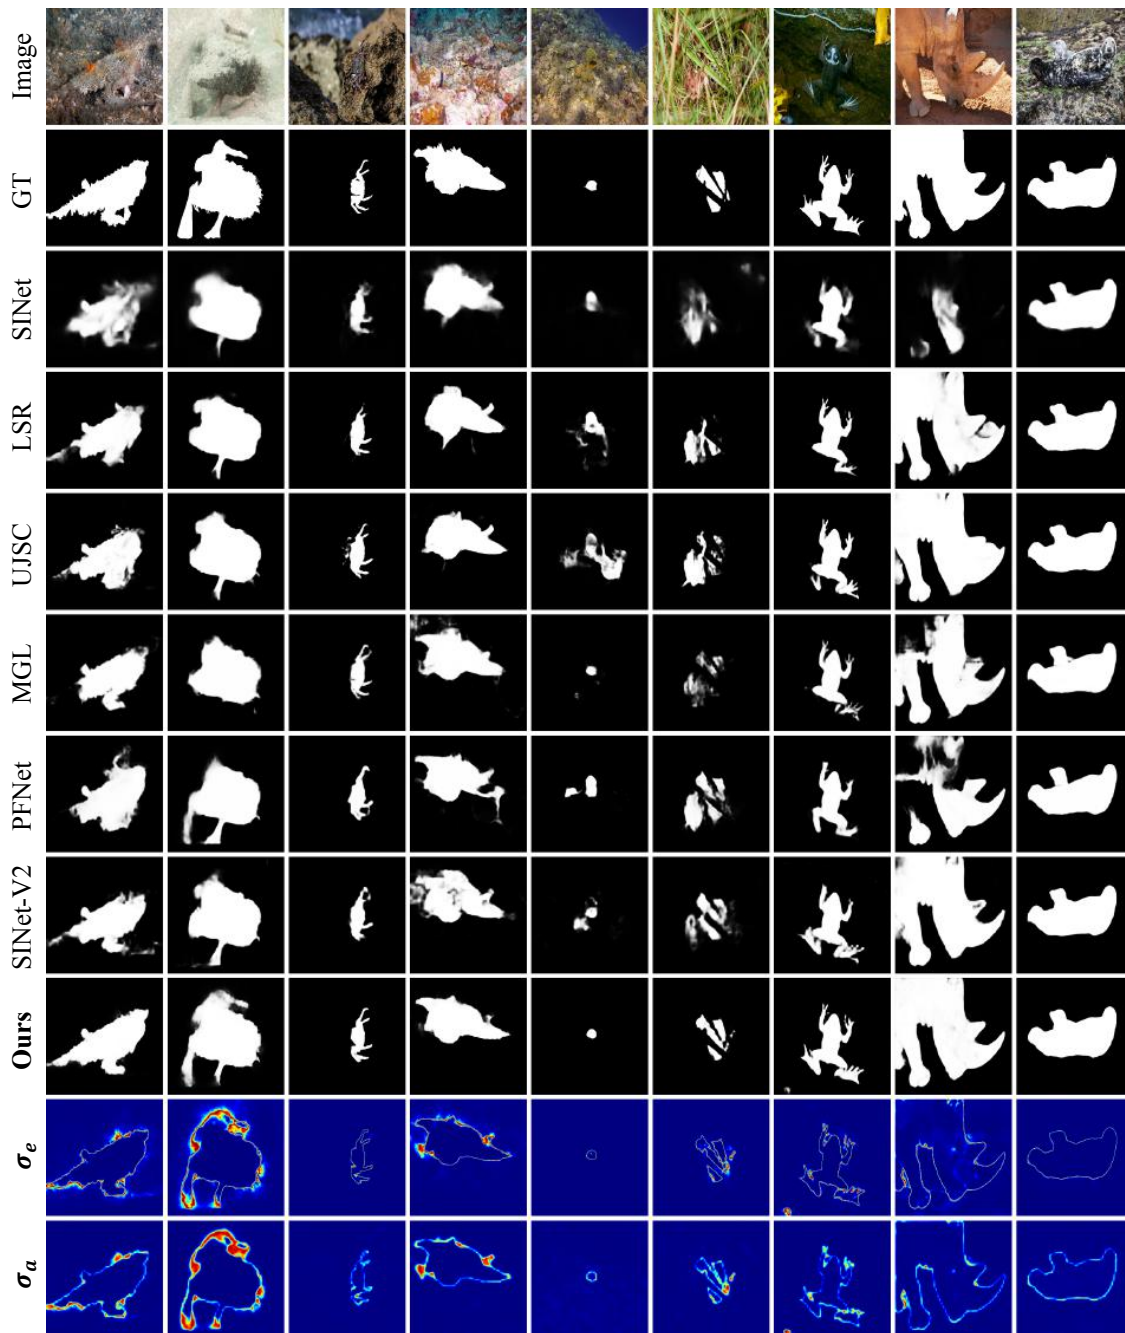 Image
GT
SINet
LSR
UJSC
MGL
PFNet
SINet-V2
Ours
σe
σa